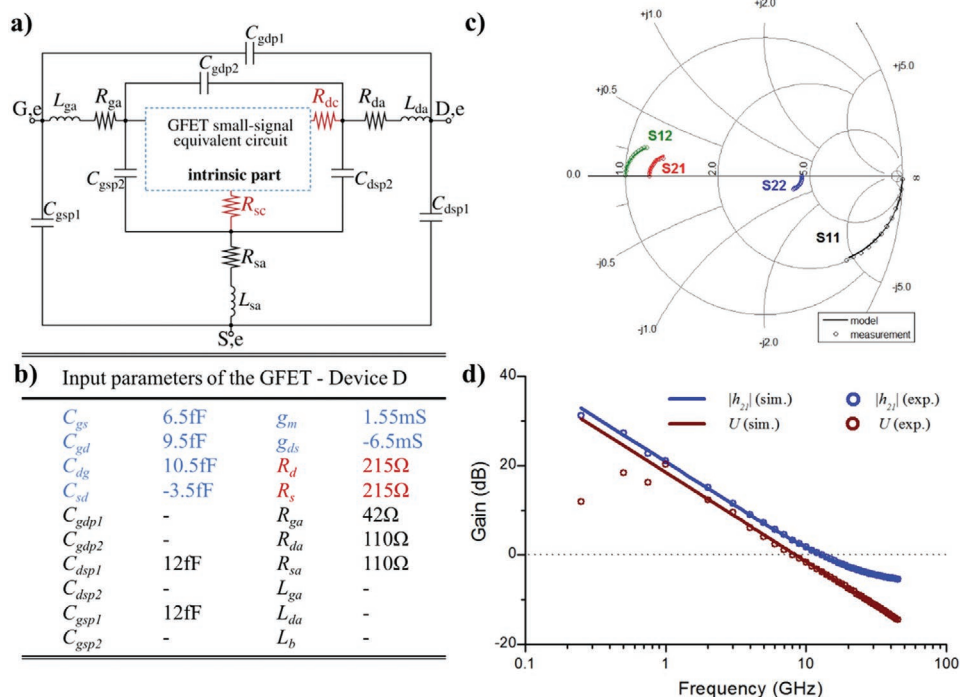 a)
C_gdp1
C_gdp2
G,e
L_ga
R_ga
R_dc
R_da
L_da
D,e
GFET small-signal
equivalent circuit
intrinsic part
C_gsp2
C_dsp2
R_sc
C_gsp1
C_dsp1
R_sa
L_sa
S,e
b)
Input parameters of the GFET - Device D
C_gs 6.5fF g_m 1.55mS
C_gd 9.5fF g_ds -6.5mS
C_dg 10.5fF R_d 215Ω
C_sd -3.5fF R_s 215Ω
C_gdp1 - R_ga 42Ω
C_gdp2 - R_da 110Ω
C_dsp1 12fF R_sa 110Ω
C_dsp2 - L_ga -
C_gsp1 12fF L_da -
C_gsp2 - L_b -
c)
+j1.0
+j2.0
+j5.0
+j0.5
S12
S21
0.0
1.0
2.0
5.0
∞
S22
S11
-j0.5
-j5.0
-j1.0
-j2.0
model
measurement
d)
|h_21| (sim.) |h_21| (exp.)
U (sim.) U (exp.)
40
20
0
-20
Gain (dB)
0.1 1 10 100
Frequency (GHz)